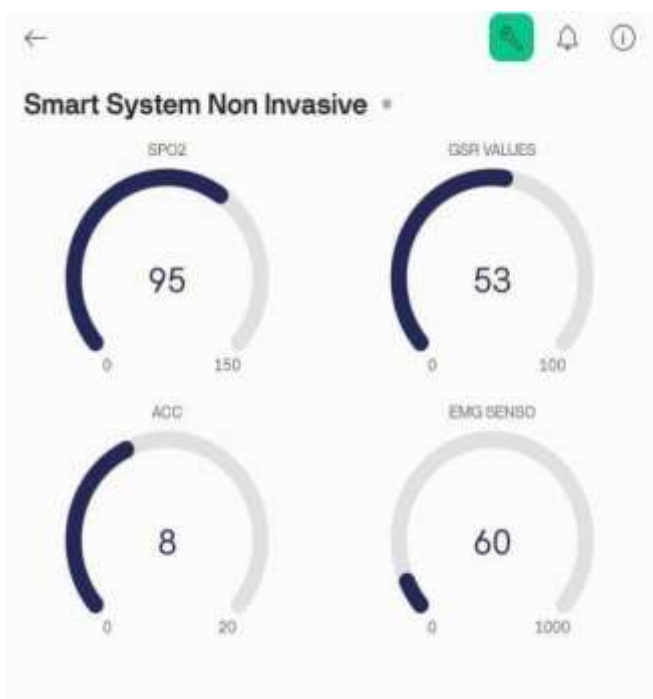 Smart System Non Invasive
SPO2 GSR VALUES
95 53
0 150 0 100
ACC EMG SENSO
8 60
0 20 0 1000